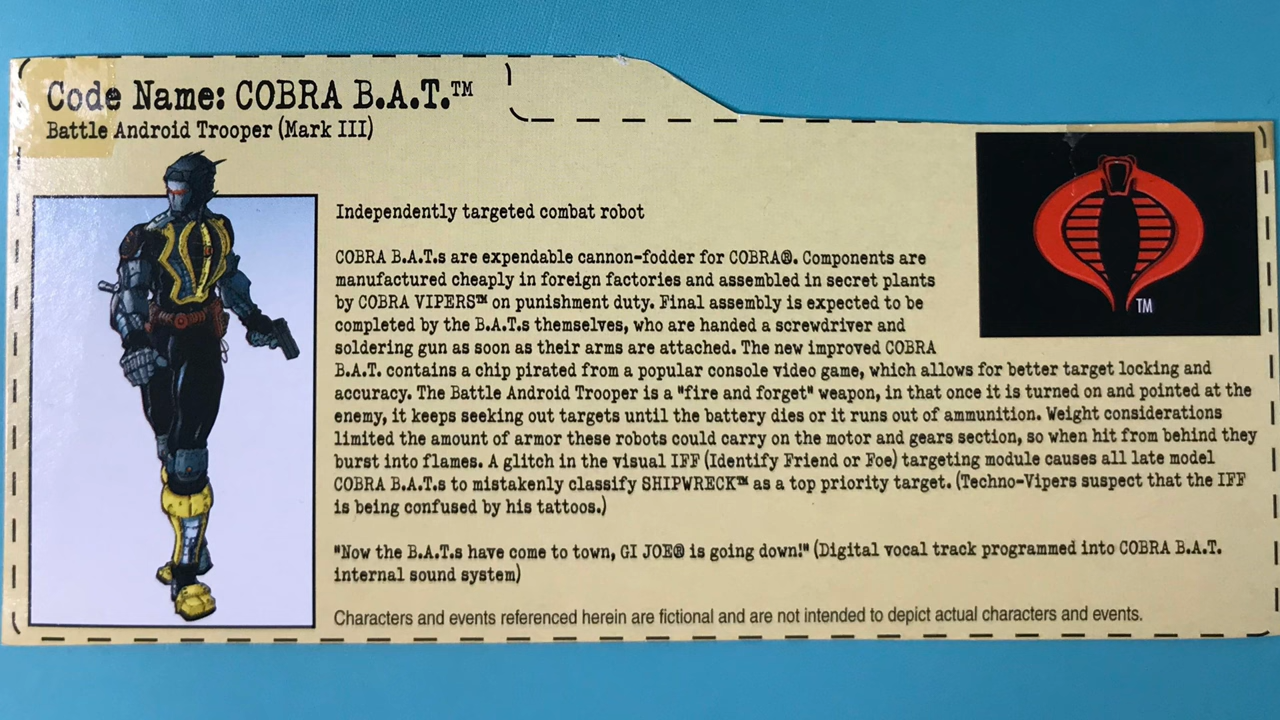 Code Name: COBRA B.A.T.™
Battle Android Trooper (Mark III)
Independently targeted combat robot
COBRA B.A.T.s are expendable cannon-fodder for COBRA®. Components are
manufactured cheaply in foreign factories and assembled in secret plants
by COBRA VIPERS™ on punishment duty. Final assembly is expected to be
completed by the B.A.T.s themselves, who are handed a screwdriver and
soldering gun as soon as their arms are attached. The new improved COBRA
B.A.T. contains a chip pirated from a popular console video game, which allows for better target locking and
accuracy. The Battle Android Trooper is a "fire and forget" weapon, in that once it is turned on and pointed at the
enemy, it keeps seeking out targets until the battery dies or it runs out of ammunition. Weight considerations
limited the amount of armor these robots could carry on the motor and gears section, so when hit from behind they
burst into flames. A glitch in the visual IFF (Identify Friend or Foe) targeting module causes all late model
COBRA B.A.T.s to mistakenly classify SHIPWRECK™ as a top priority target. (Techno-Vipers suspect that the IFF
is being confused by his tattoos.)
"Now the B.A.T.s have come to town, GI JOE® is going down!" (Digital vocal track programmed into COBRA B.A.T.
internal sound system)
Characters and events referenced herein are fictional and are not intended to depict actual characters and events.
TM